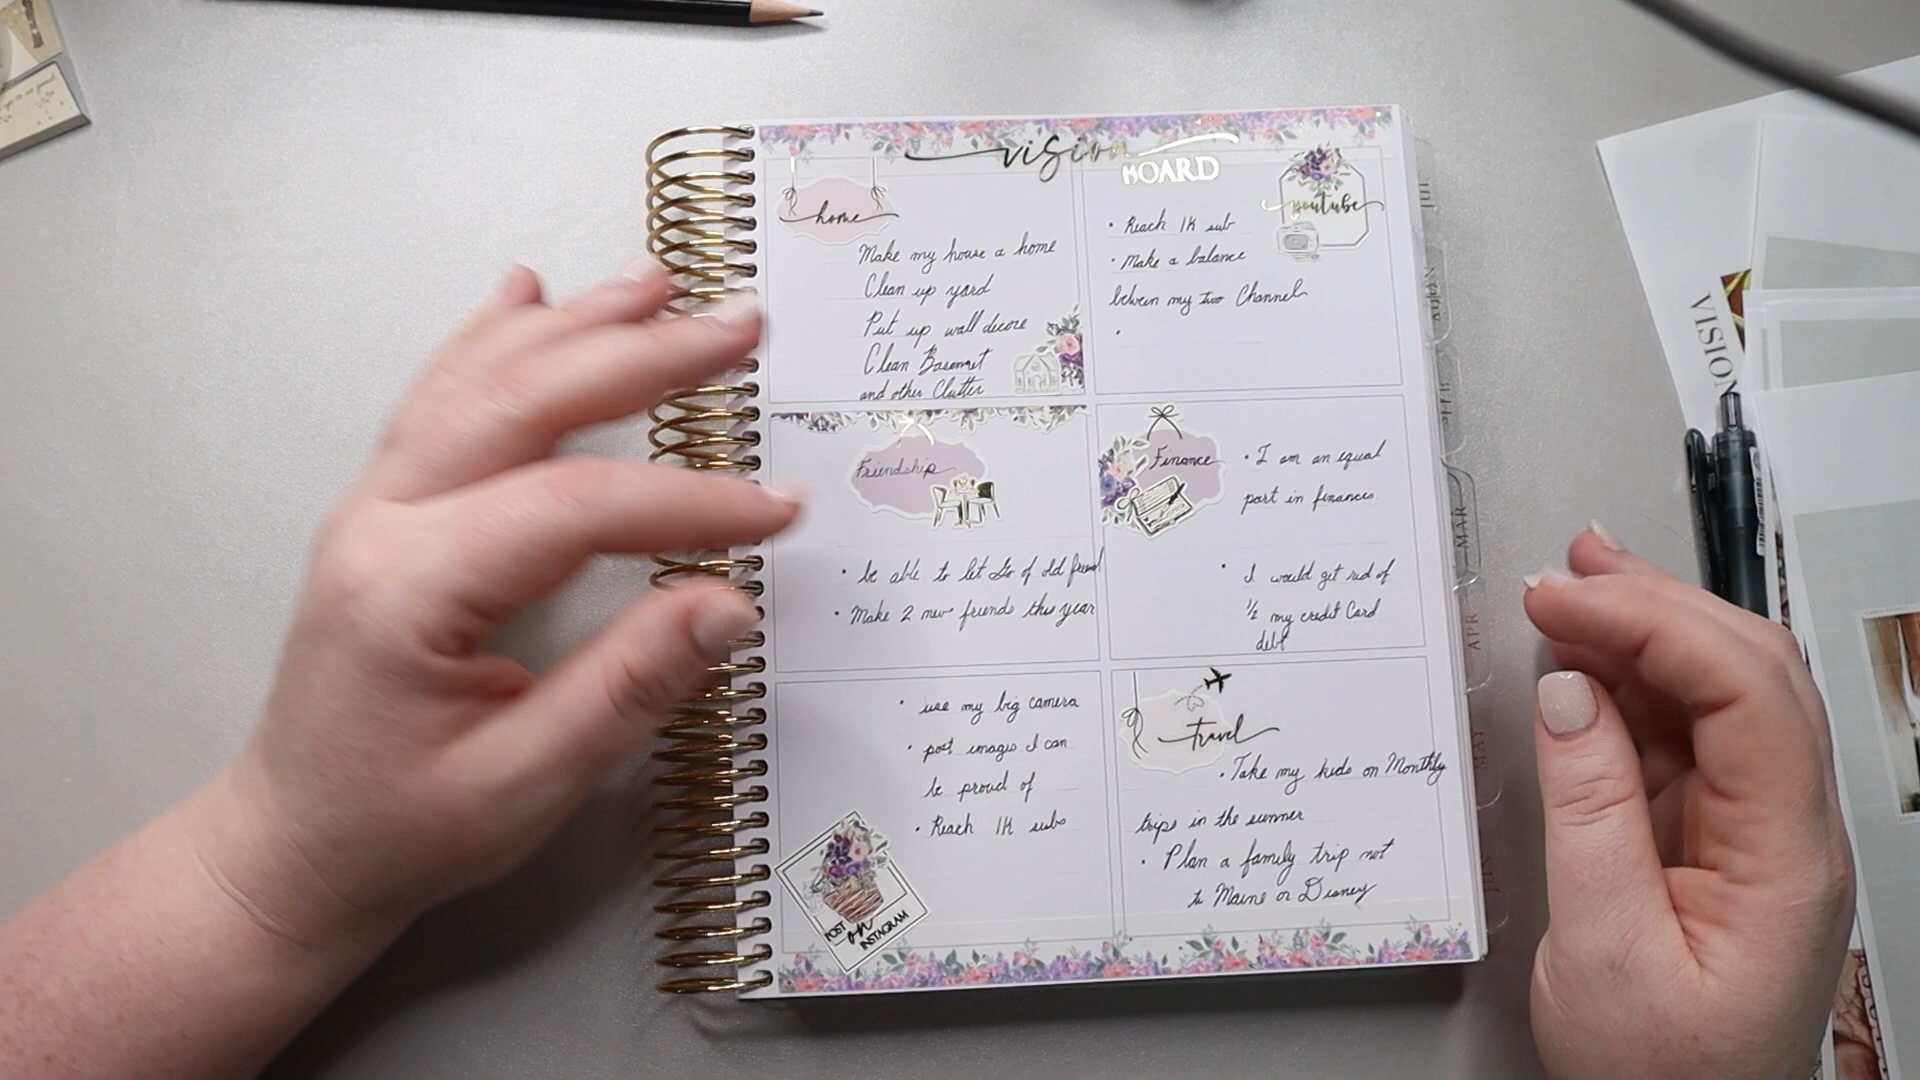 vision
BOARD
home
Make my house a home
Clean up yard
Put up wall decore
Clean Basemet
and other Clutter
youtube
• Reach 1K sub
• Make a balance
between my two Channel
•
Friendship
• be able to let Go of old friend
• Make 2 new friends this year
Finance
• I am an equal
part in finances.
• I would get rid of
1/2 my credit Card
debt
• use my big camera
• post images I can
be proud of
• Reach 1K subs
POST
on
INSTAGRAM
travel
• Take my kids on Monthly
trips in the summer
• Plan a family trip not
to Maine or Disney
MAR
APR
MAY
JUN
VISION